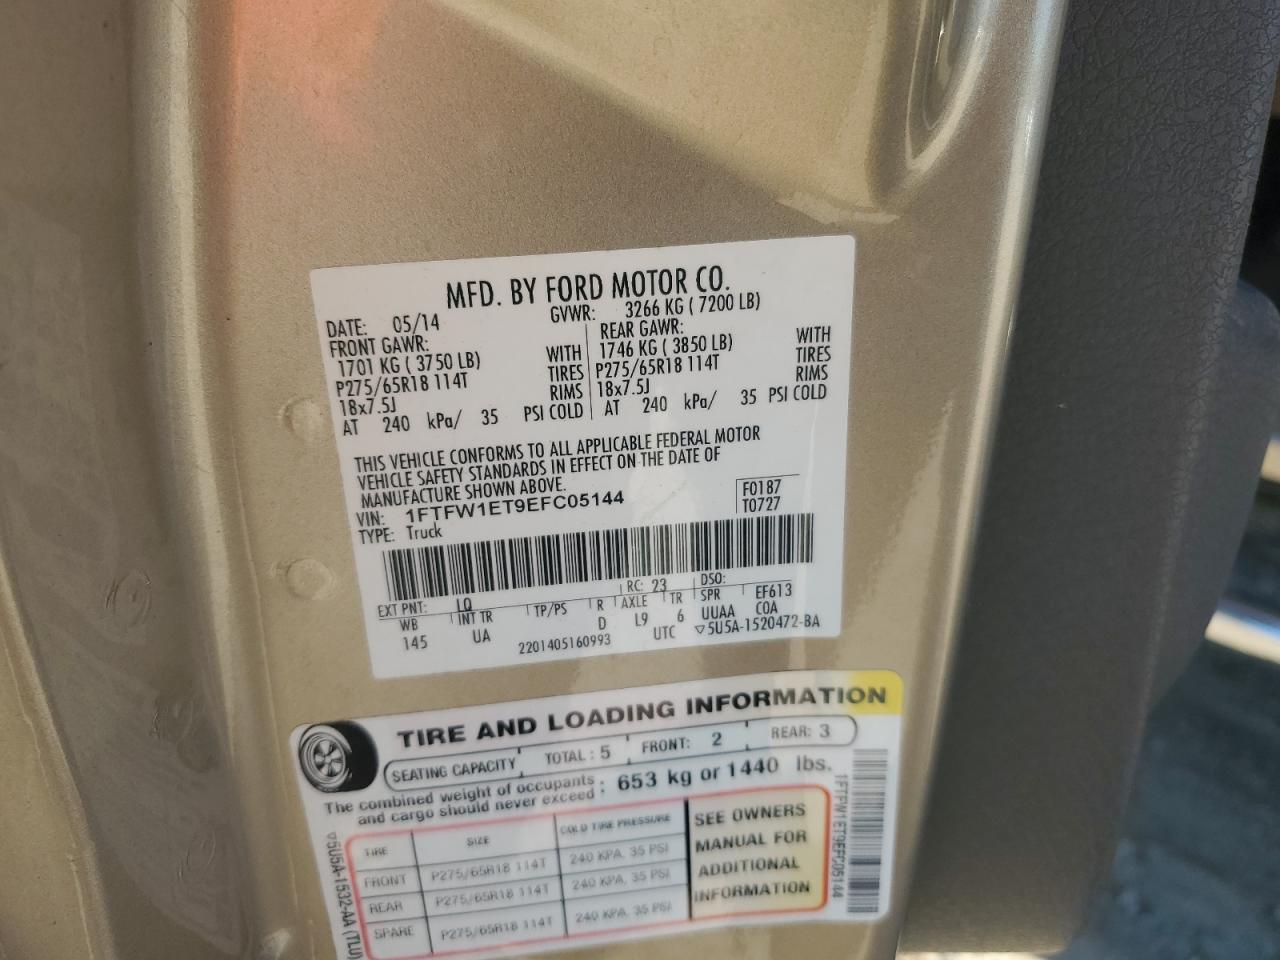 MFD. BY FORD MOTOR CO.
DATE: 05/14 GVWR: 3266 KG ( 7200 LB)
FRONT GAWR: REAR GAWR:
1701 KG ( 3750 LB) WITH 1746 KG ( 3850 LB) WITH
P275/65R18 114T TIRES P275/65R18 114T TIRES
18x7.5J RIMS 18x7.5J RIMS
AT 240 kPa/ 35 PSI COLD AT 240 kPa/ 35 PSI COLD
THIS VEHICLE CONFORMS TO ALL APPLICABLE FEDERAL MOTOR
VEHICLE SAFETY STANDARDS IN EFFECT ON THE DATE OF
MANUFACTURE SHOWN ABOVE.
VIN: 1FTFW1ET9EFC05144 F0187
TYPE: Truck T0727
EXT PNT: LQ RC: 23 DSO:
WB INT TR TP/PS R AXLE TR SPR EF613
145 UA D L9 6 UUAA COA
2201405160993 UTC ▽5U5A-1520472-BA
TIRE AND LOADING INFORMATION
SEATING CAPACITY TOTAL : 5 FRONT: 2 REAR: 3
The combined weight of occupants
and cargo should never exceed : 653 kg or 1440 lbs.
TIRE SIZE COLD TIRE PRESSURE
FRONT P275/65R18 114T 240 KPA, 35 PSI
REAR P275/65R18 114T 240 KPA, 35 PSI
SPARE P275/65R18 114T 240 KPA, 35 PSI
SEE OWNERS
MANUAL FOR
ADDITIONAL
INFORMATION
▽5U5A-1532-AA (TLU)
1FTFW1ET9EFC05144